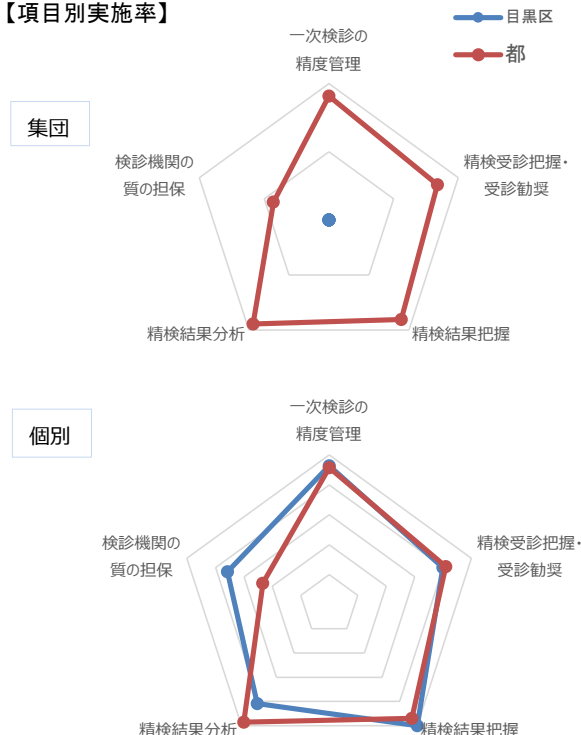 【項目別実施率】
目黒区
都
集団
一次検診の
精度管理
精検受診把握・
受診勧奨
精検結果把握
精検結果分析
検診機関の
質の担保
個別
一次検診の
精度管理
精検受診把握・
受診勧奨
精検結果把握
精検結果分析
検診機関の
質の担保